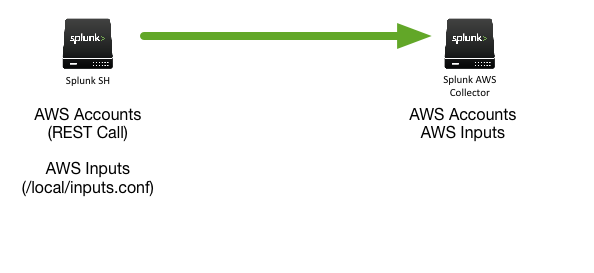 splunk>
splunk>
Splunk SH
Splunk AWS
Collector
AWS Accounts
(REST Call)
AWS Accounts
AWS Inputs
AWS Inputs
(/local/inputs.conf)